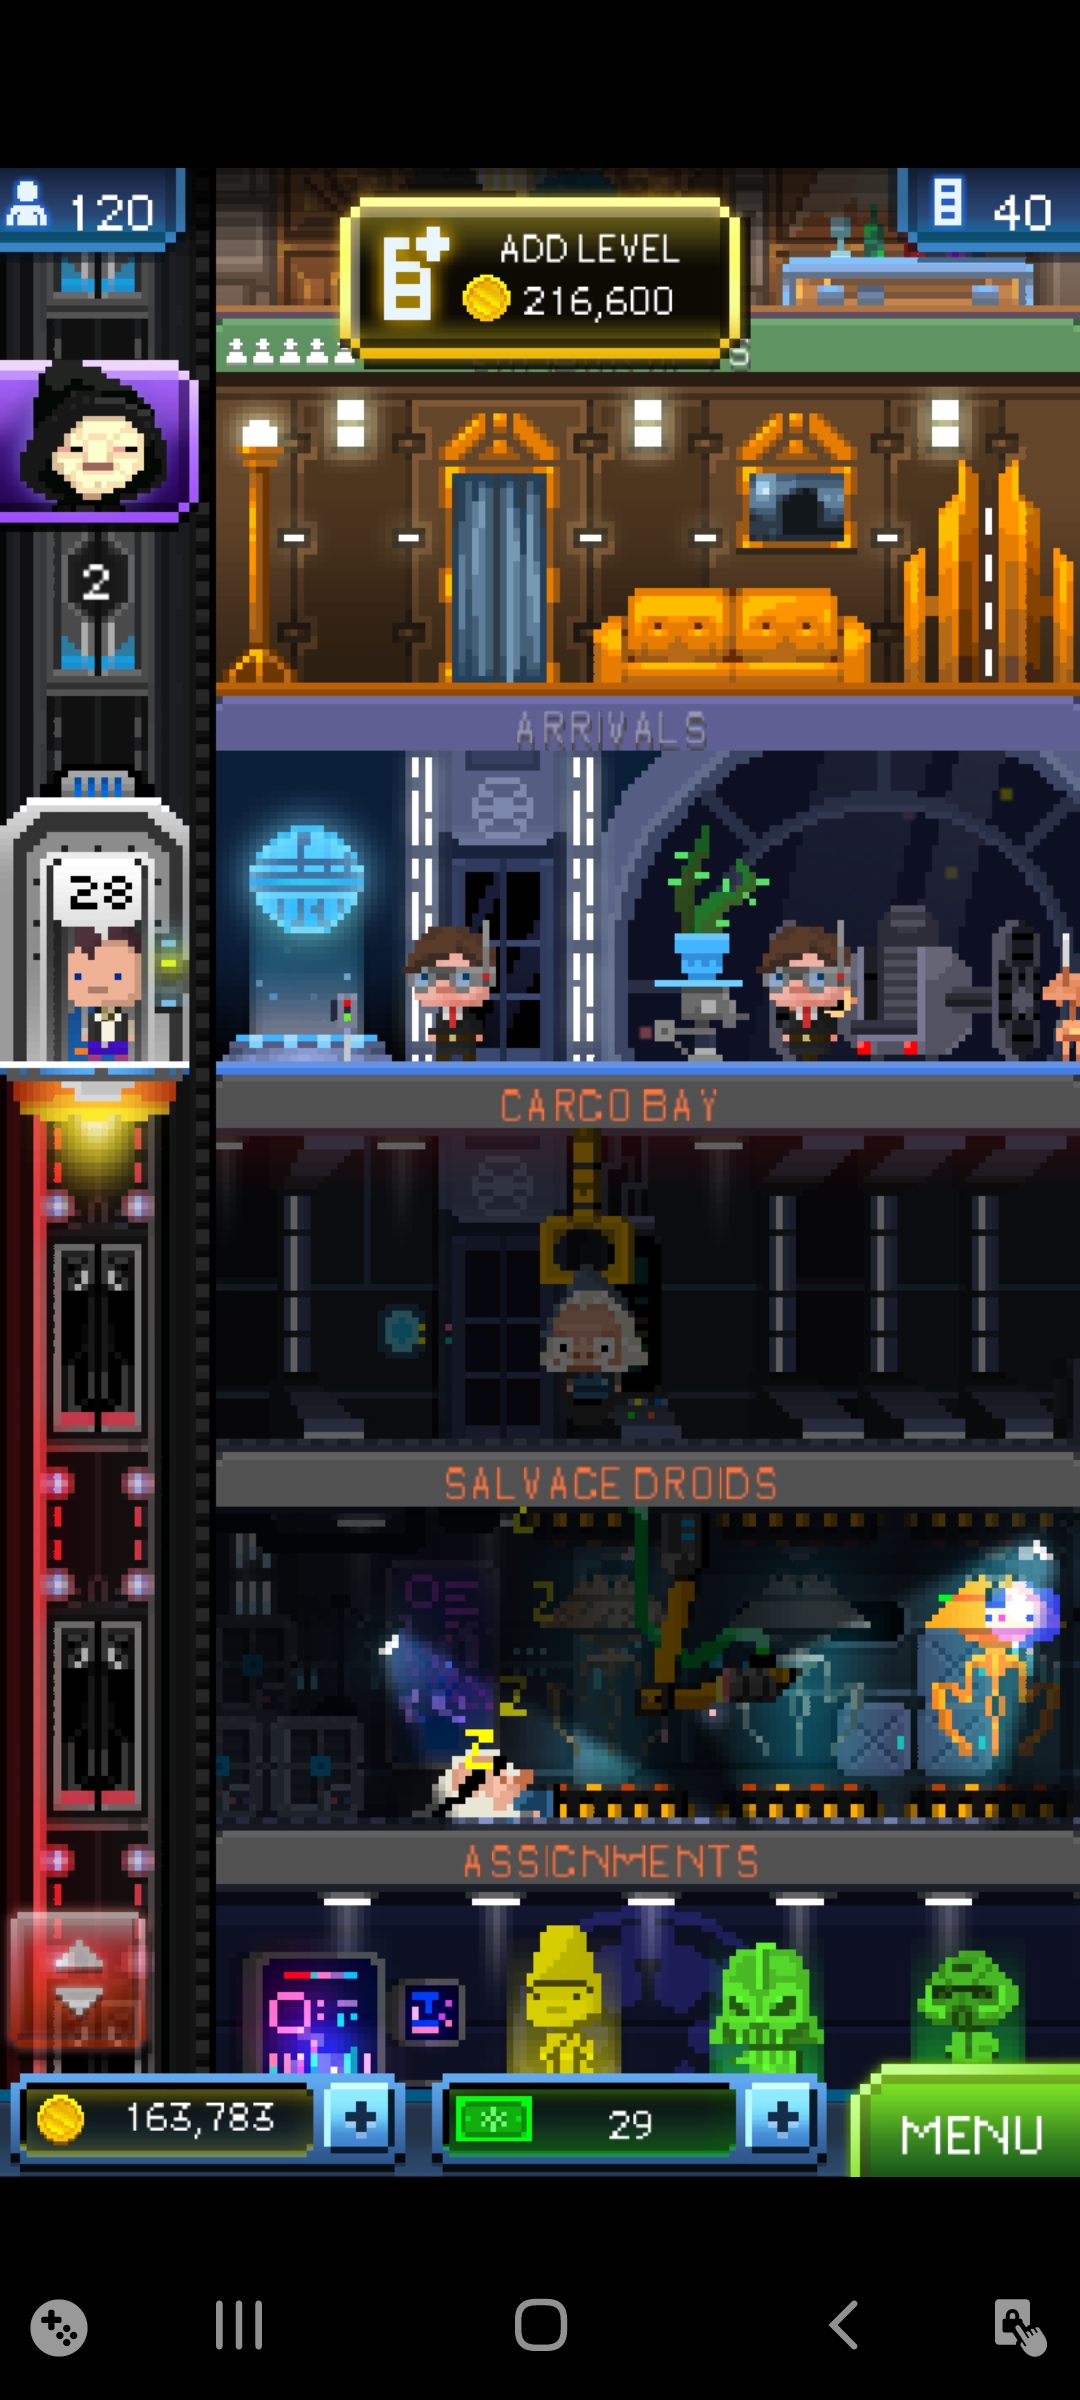 120
ADD LEVEL
216,600
40
S
2
ARRIVALS
28
CARGO BAY
SALVAGE DROIDS
Z
Z
Z
Z
ASSIGNMENTS
163,783
29
MENU